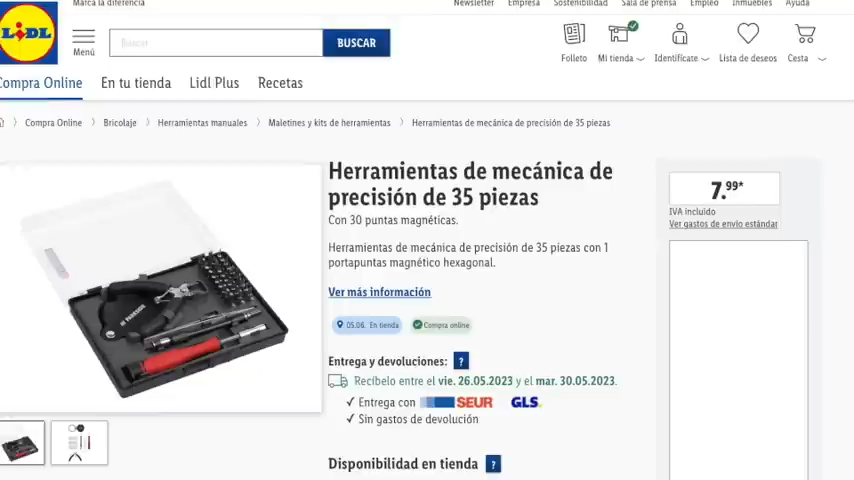 Marca la diferencia
Newsletter Empresa Sostenibilidad Sala de prensa Empleo Inmuebles Ayuda
LIDL
Menú
Buscar
BUSCAR
Folleto Mi tienda Identifícate Lista de deseos Cesta
Compra Online En tu tienda Lidl Plus Recetas
Compra Online Bricolaje Herramientas manuales Maletines y kits de herramientas Herramientas de mecánica de precisión de 35 piezas
Herramientas de mecánica de
precisión de 35 piezas
Con 30 puntas magnéticas.
Herramientas de mecánica de precisión de 35 piezas con 1
portapuntas magnético hexagonal.
Ver más información
05.06. En tienda Compra online
Entrega y devoluciones: ?
Recíbelo entre el vie. 26.05.2023 y el mar. 30.05.2023.
✓ Entrega con SEUR GLS.
✓ Sin gastos de devolución
Disponibilidad en tienda ?
7.99*
IVA incluido
Ver gastos de envío estándar
PARKSIDE